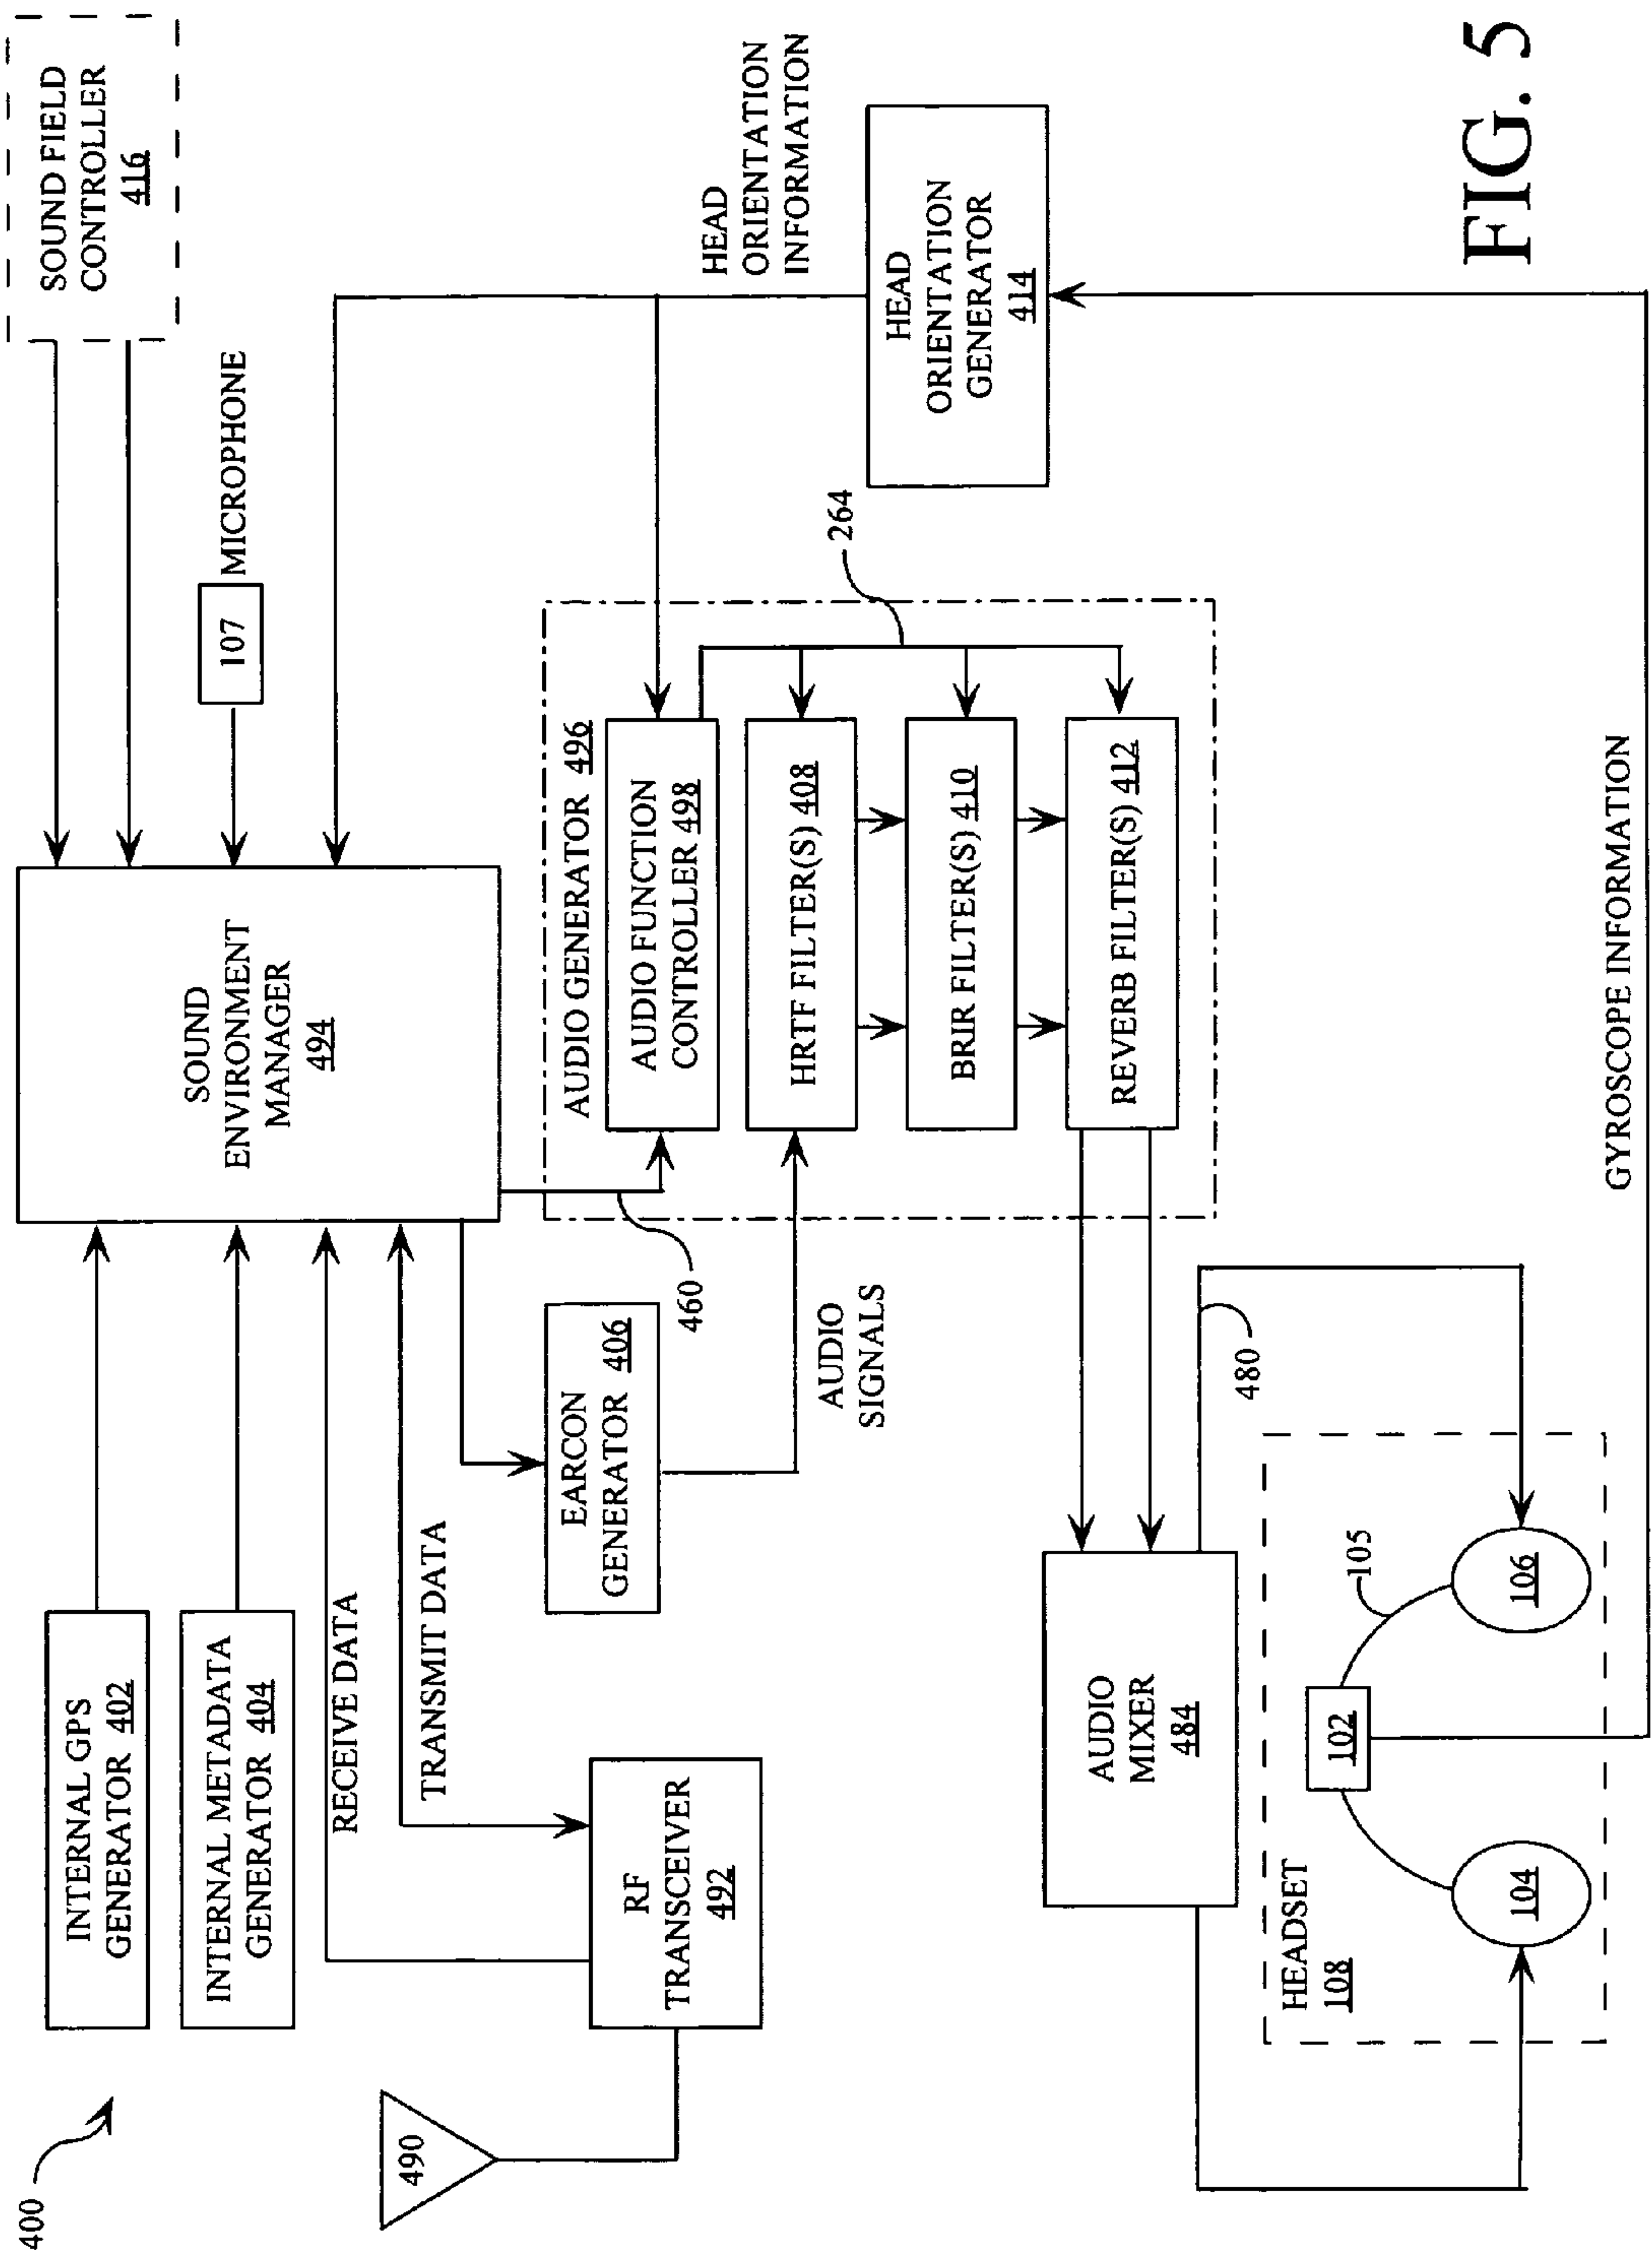 400
INTERNAL GPS
GENERATOR 402
INTERNAL METADATA
GENERATOR 404
RECEIVE DATA
TRANSMIT DATA
490
RF
TRANSCEIVER
492
SOUND
ENVIRONMENT
MANAGER
494
SOUND FIELD
CONTROLLER
416
107
MICROPHONE
EARCON
GENERATOR 406
460
AUDIO
SIGNALS
AUDIO GENERATOR 496
AUDIO FUNCTION
CONTROLLER 498
HRTF FILTER(S) 408
BRIR FILTER(S) 410
REVERB FILTER(S) 412
264
HEAD
ORIENTATION
INFORMATION
HEAD
ORIENTATION
GENERATOR
414
AUDIO
MIXER
484
480
HEADSET
108
104
102
105
106
GYROSCOPE INFORMATION
FIG. 5